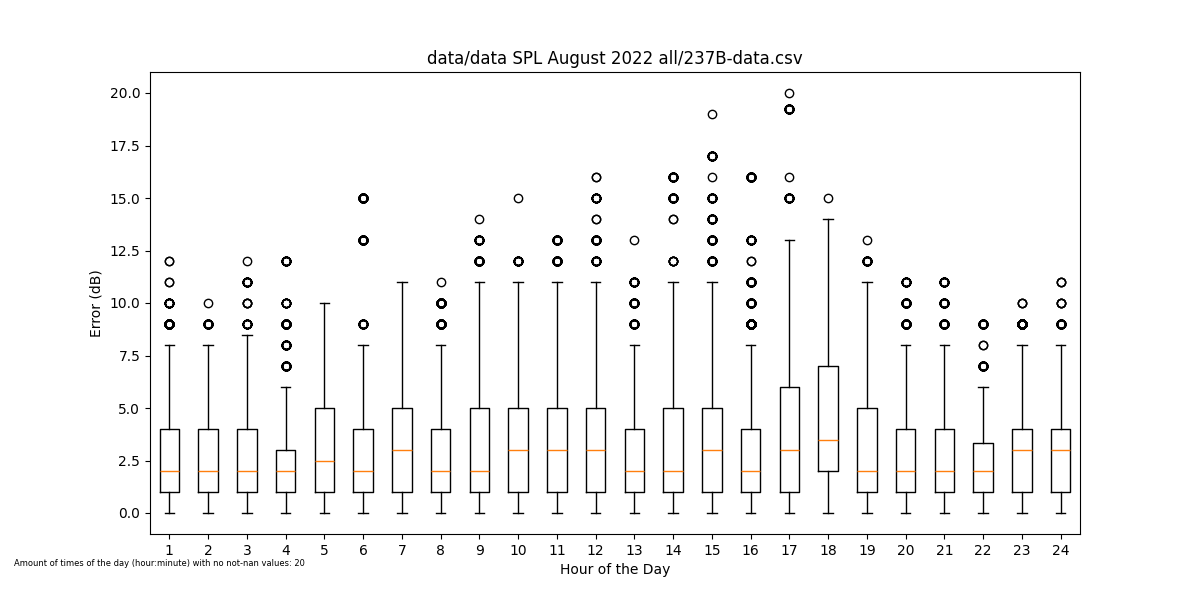 data/data SPL August 2022 all/237B-data.csv
20.0
17.5
15.0
12.5
10.0
7.5
5.0
2.5
0.0
Error (dB)
1 2 3 4 5 6 7 8 9 10 11 12 13 14 15 16 17 18 19 20 21 22 23 24
Hour of the Day
Amount of times of the day (hour:minute) with no not-nan values: 20